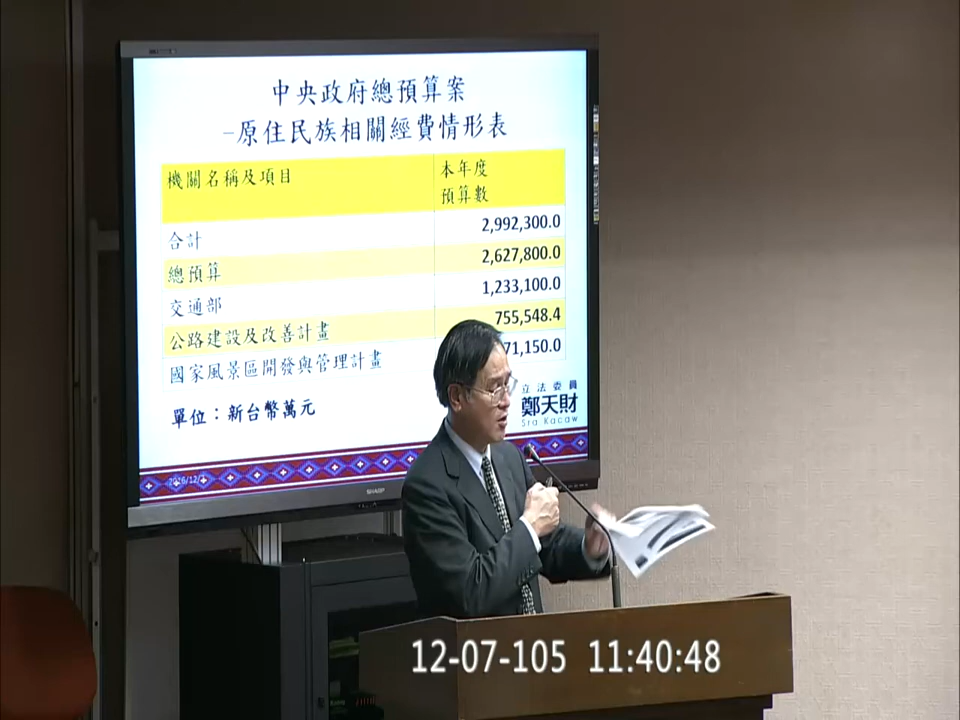 中央政府總預算案
-原住民族相關經費情形表
機關名稱及項目
本年度
預算數
合計
2,992,300.0
總預算
2,627,800.0
交通部
1,233,100.0
公路建設及改善計畫
755,548.4
國家風景區開發與管理計畫
71,150.0
單位：新台幣萬元
立法委員
鄭天財
Sra Kacaw
SHARP
12-07-105 11:40:48